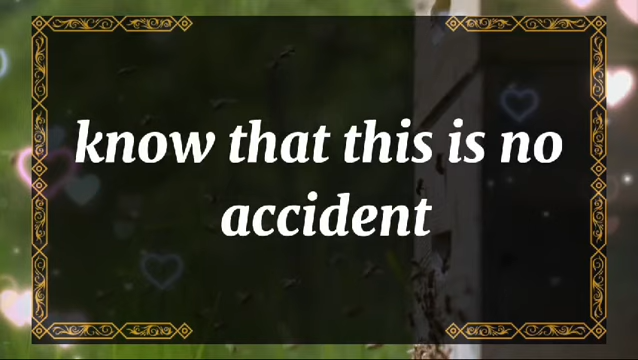 know that this is no
accident